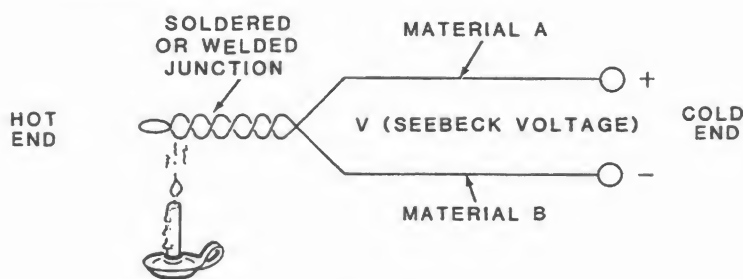 SOLDERED
OR WELDED
JUNCTION
MATERIAL A
HOT
END
+
V (SEEBECK VOLTAGE)
COLD
END
−
MATERIAL B